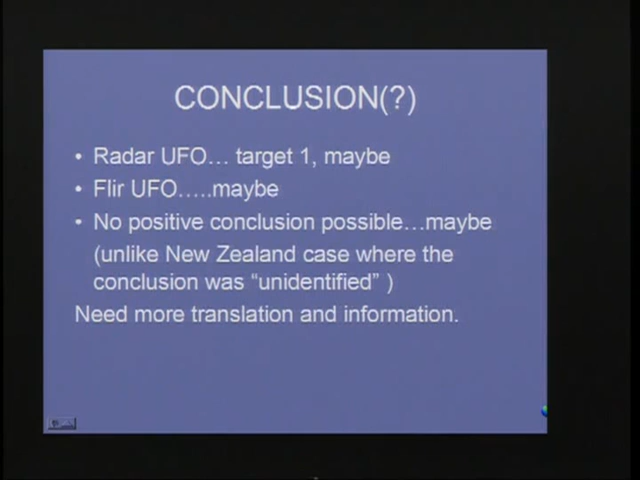 CONCLUSION(?)
• Radar UFO… target 1, maybe
• Flir UFO…..maybe
• No positive conclusion possible…maybe
(unlike New Zealand case where the
conclusion was “unidentified” )
Need more translation and information.